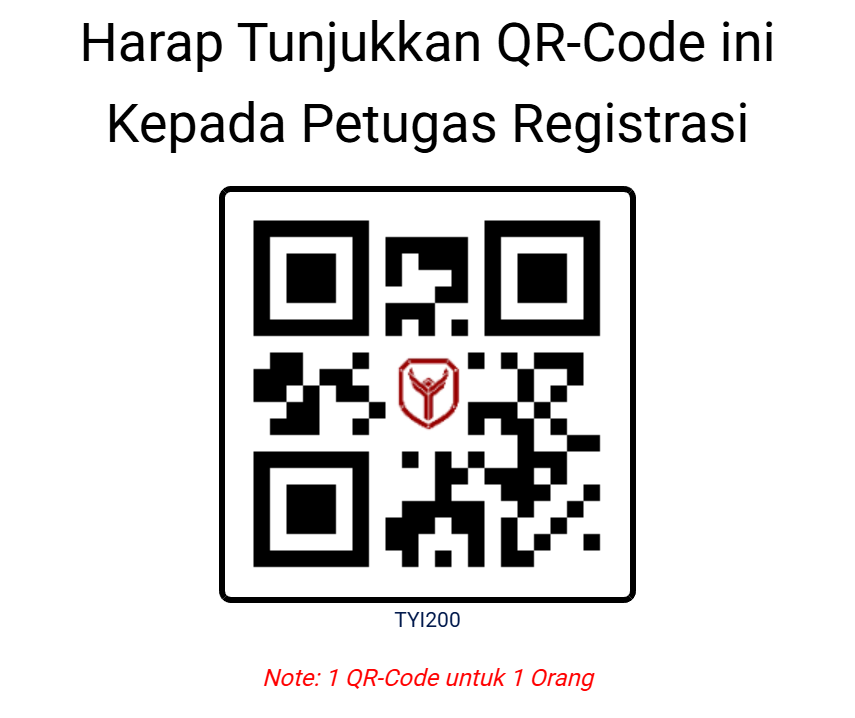 Harap Tunjukkan QR-Code ini
Kepada Petugas Registrasi
TYI200
Note: 1 QR-Code untuk 1 Orang